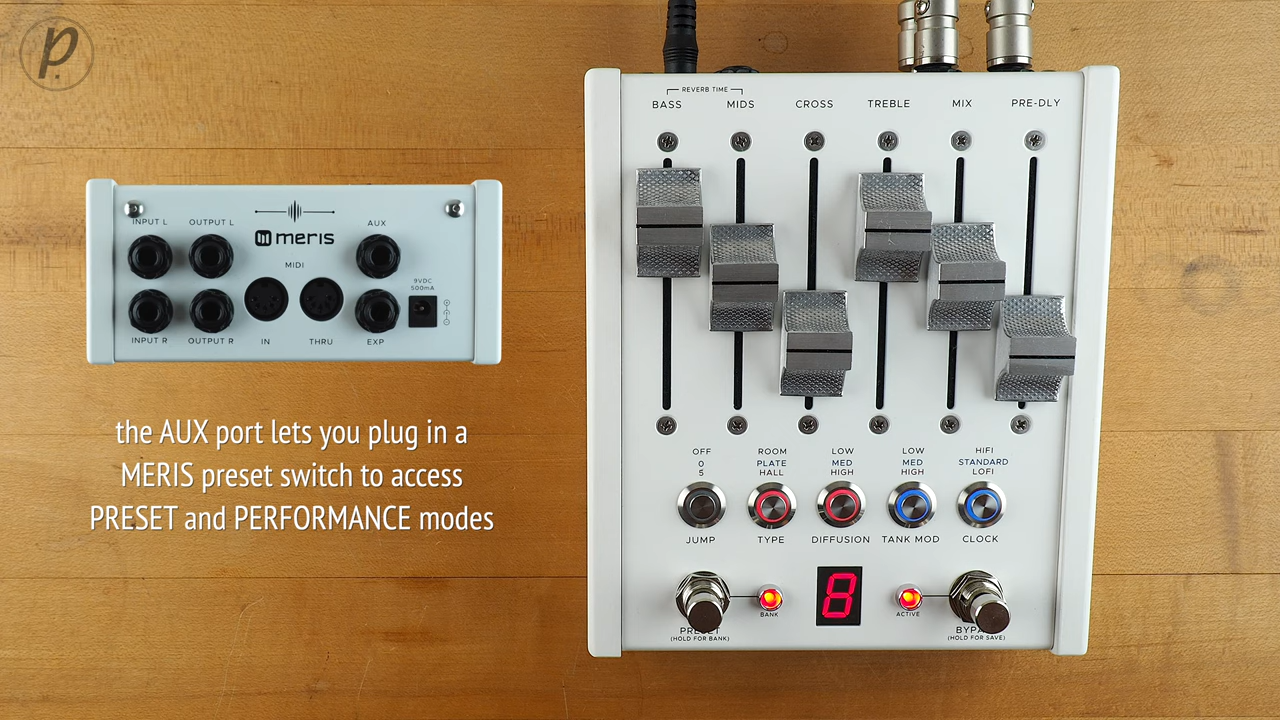 p.
INPUT L
OUTPUT L
meris
AUX
MIDI
9VDC
500mA
INPUT R
OUTPUT R
IN
THRU
EXP
the AUX port lets you plug in a
MERIS preset switch to access
PRESET and PERFORMANCE modes
REVERB TIME
BASS MIDS CROSS TREBLE MIX PRE-DLY
OFF
0
5
ROOM
PLATE
HALL
LOW
MED
HIGH
LOW
MED
HIGH
HIFI
STANDARD
LOFI
JUMP TYPE DIFFUSION TANK MOD CLOCK
8
BANK
ACTIVE
PRESET
(HOLD FOR BANK)
(HOLD FOR SAVE)